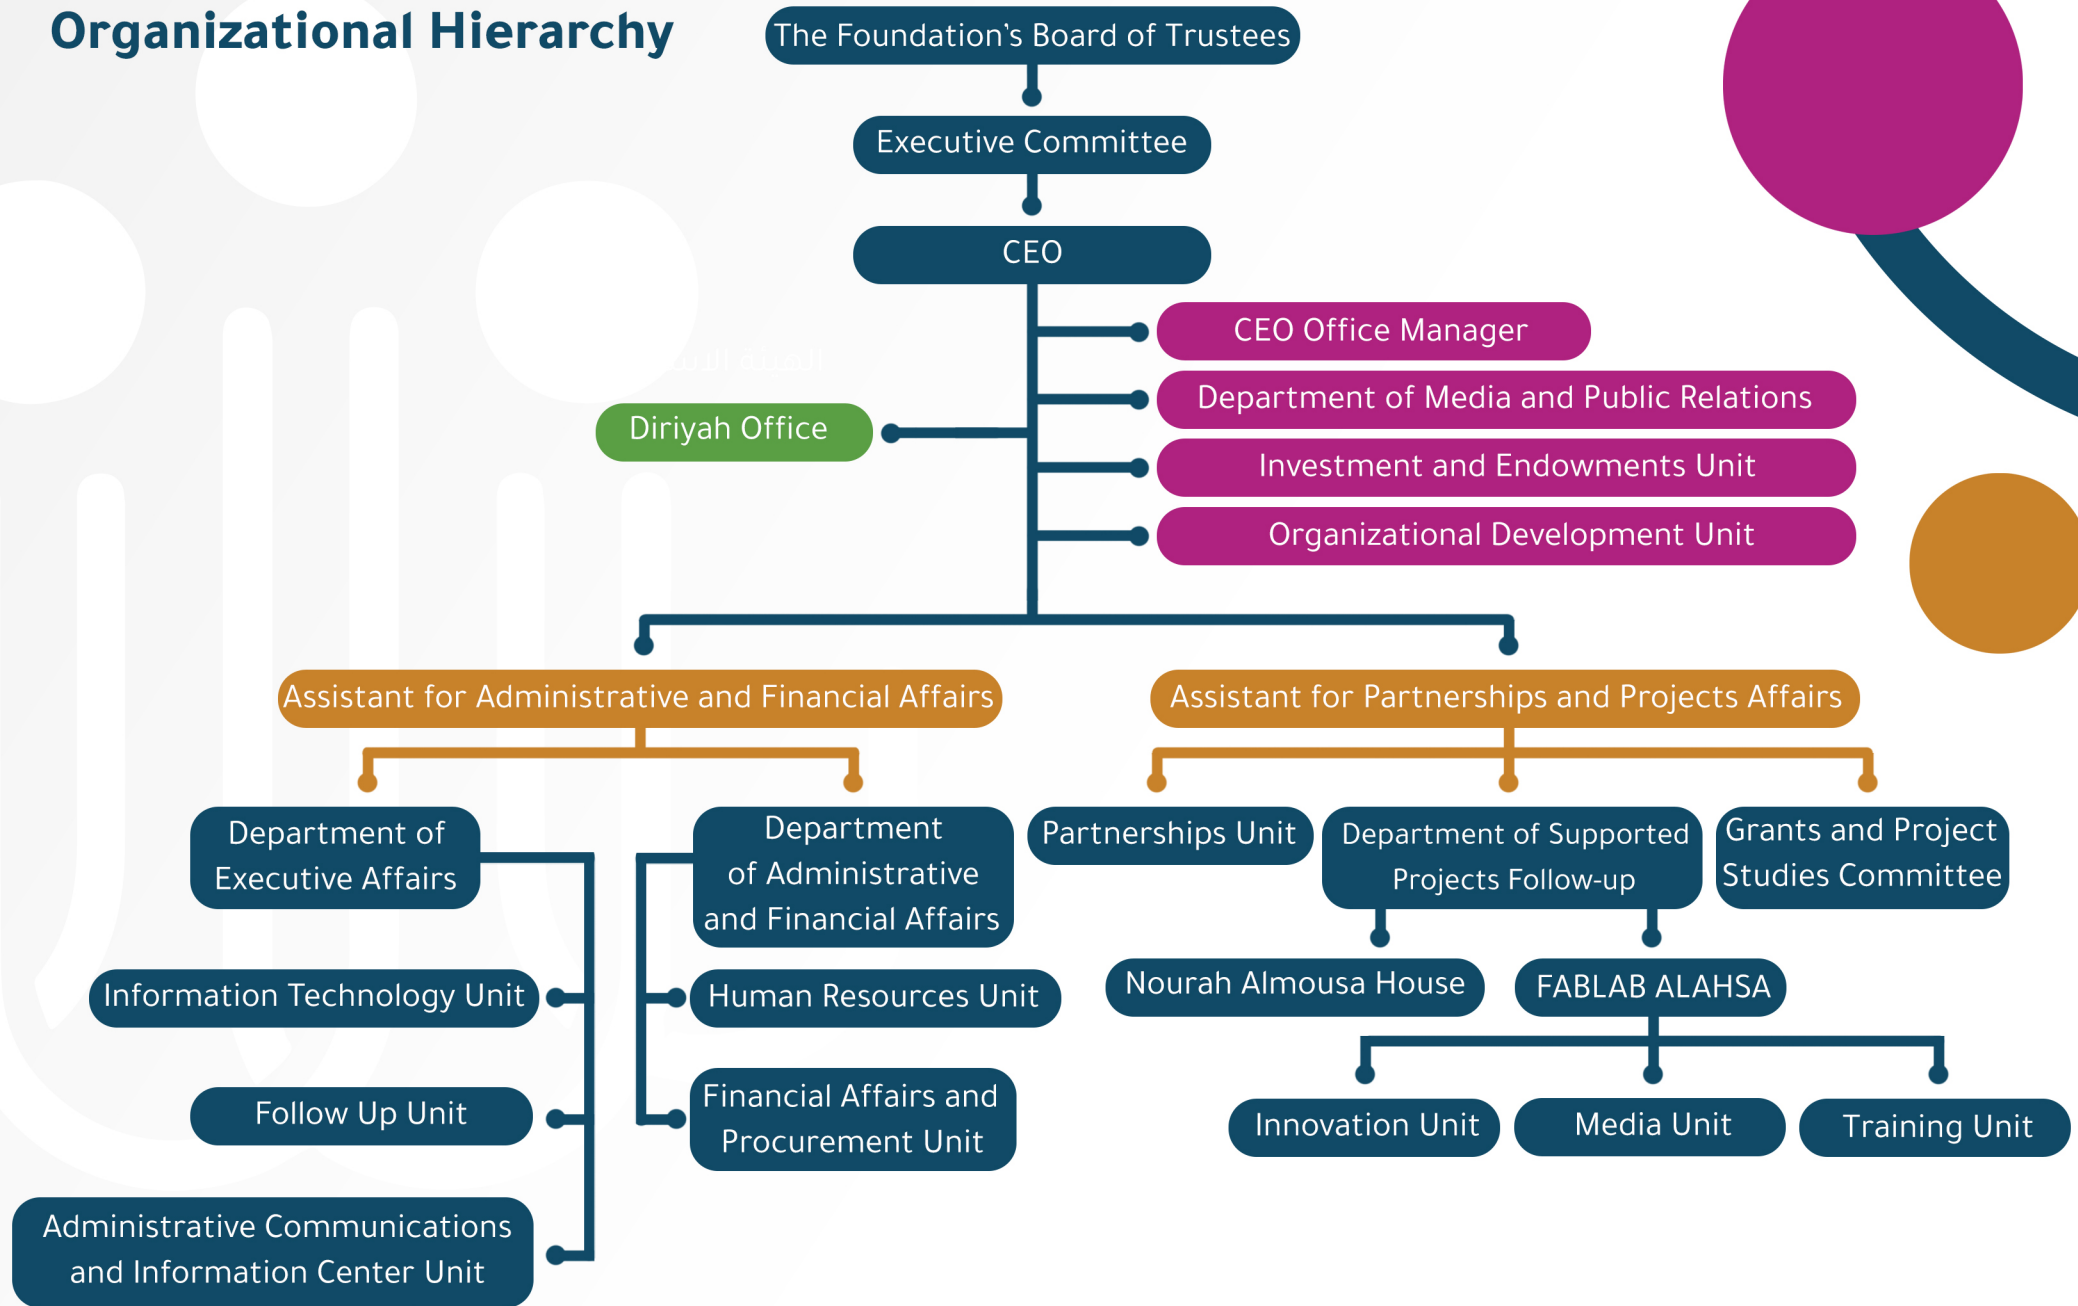 Organizational Hierarchy
The Foundation's Board of Trustees
Executive Committee
CEO
CEO Office Manager
الهيئة
Department of Media and Public Relations
Diriyah Office
Investment and Endowments Unit
Organizational Development Unit
Assistant for Administrative and Financial Affairs
Assistant for Partnerships and Projects Affairs
Department of
Executive Affairs
Department
of Administrative
and Financial Affairs
Partnerships Unit
Department of Supported
Projects Follow-up
Grants and Project
Studies Committee
Information Technology Unit
Human Resources Unit
Nourah Almousa House
FABLAB ALAHSA
Follow Up Unit
Financial Affairs and
Procurement Unit
Innovation Unit
Media Unit
Training Unit
Administrative Communications
and Information Center Unit